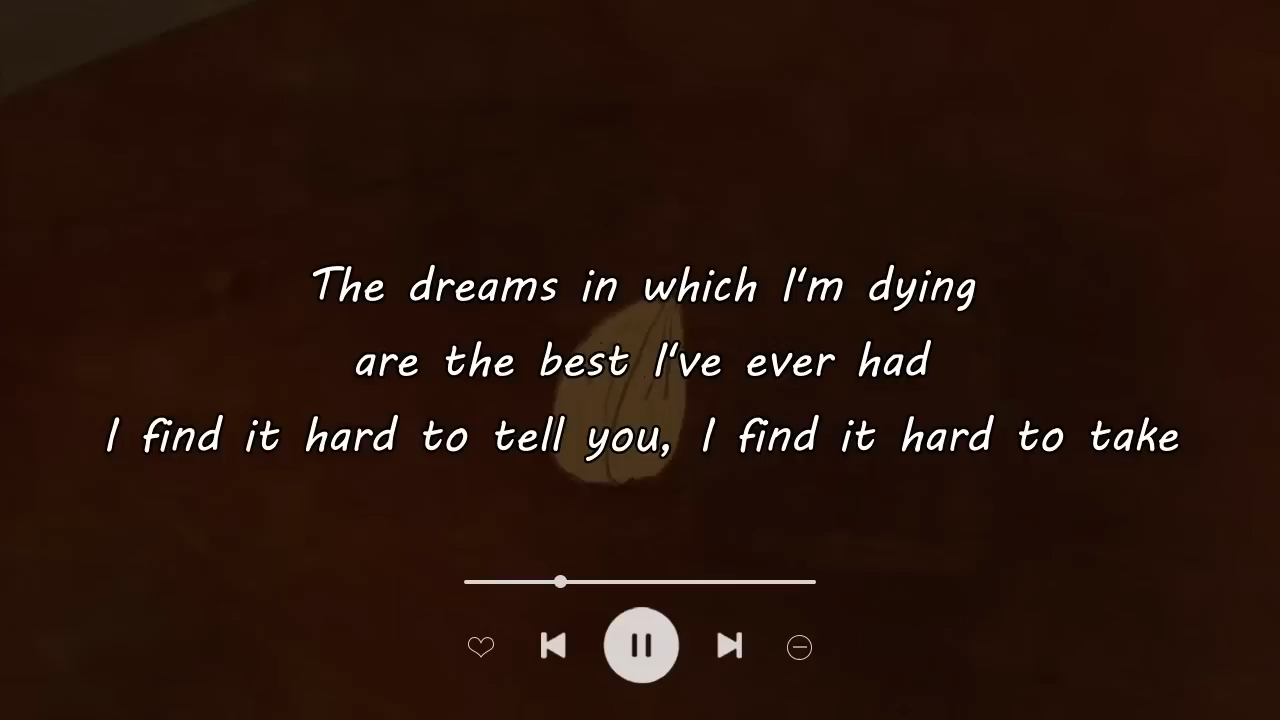 The dreams in which I'm dying
are the best I've ever had
I find it hard to tell you, I find it hard to take